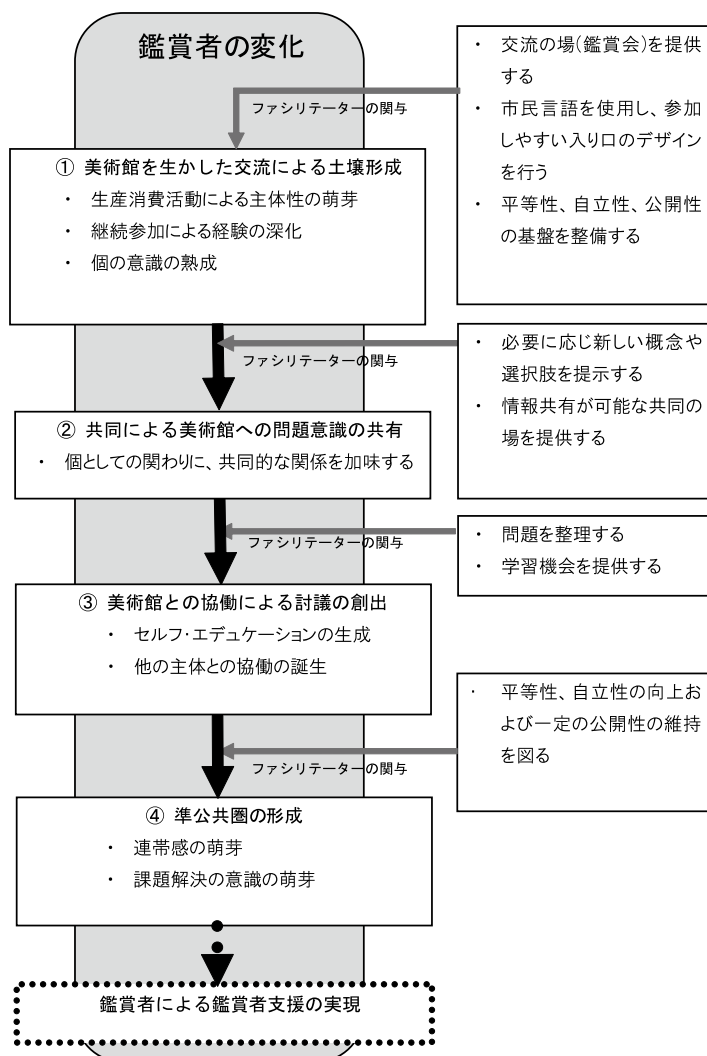 鑑賞者の変化
ファシリテーターの関与
・ 交流の場(鑑賞会)を提供
する
・ 市民言語を使用し、参加
しやすい入り口のデザイン
を行う
・ 平等性、自立性、公開性
の基盤を整備する
① 美術館を生かした交流による土壌形成
・ 生産消費活動による主体性の萌芽
・ 継続参加による経験の深化
・ 個の意識の熟成
ファシリテーターの関与
・ 必要に応じ新しい概念や
選択肢を提示する
・ 情報共有が可能な共同の
場を提供する
② 共同による美術館への問題意識の共有
・ 個としての関わりに、共同的な関係を加味する
ファシリテーターの関与
・ 問題を整理する
・ 学習機会を提供する
③ 美術館との協働による討議の創出
・ セルフ・エデュケーションの生成
・ 他の主体との協働の誕生
ファシリテーターの関与
・ 平等性、自立性の向上お
よび一定の公開性の維持
を図る
④ 準公共圏の形成
・ 連帯感の萌芽
・ 課題解決の意識の萌芽
鑑賞者による鑑賞者支援の実現